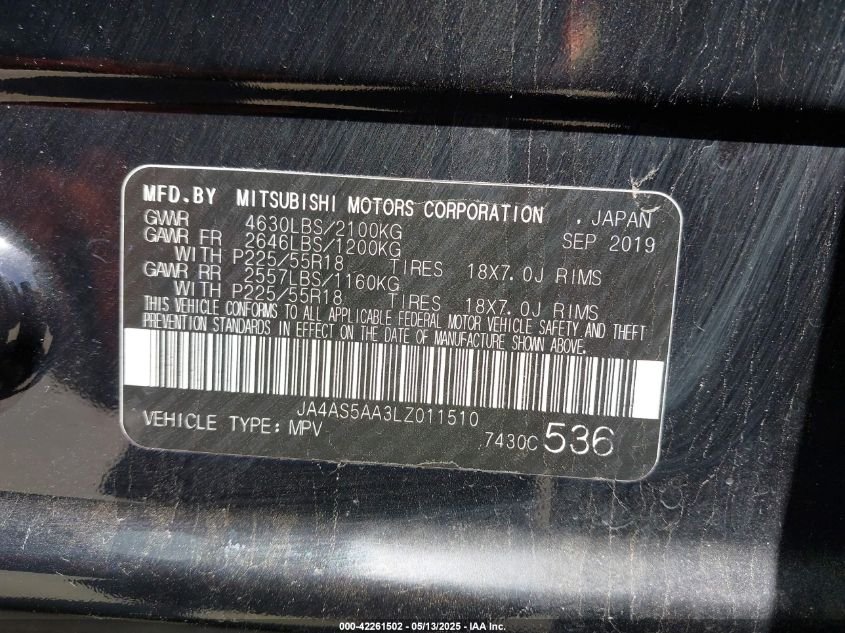 MFD.BY MITSUBISHI MOTORS CORPORATION . JAPAN
GVWR 4630LBS/2100KG SEP 2019
GAWR FR 2646LBS/1200KG
WITH P225/55R18 TIRES 18X7.0J RIMS
GAWR RR 2557LBS/1160KG
WITH P225/55R18 TIRES 18X7.0J RIMS
THIS VEHICLE CONFORMS TO ALL APPLICABLE FEDERAL MOTOR VEHICLE SAFETY AND THEFT
PREVENTION STANDARDS IN EFFECT ON THE DATE OF MANUFACTURE SHOWN ABOVE.
JA4AS5AA3LZ011510
VEHICLE TYPE: MPV 7430C 536
000-42261502 - 05/13/2025 - IAA Inc.